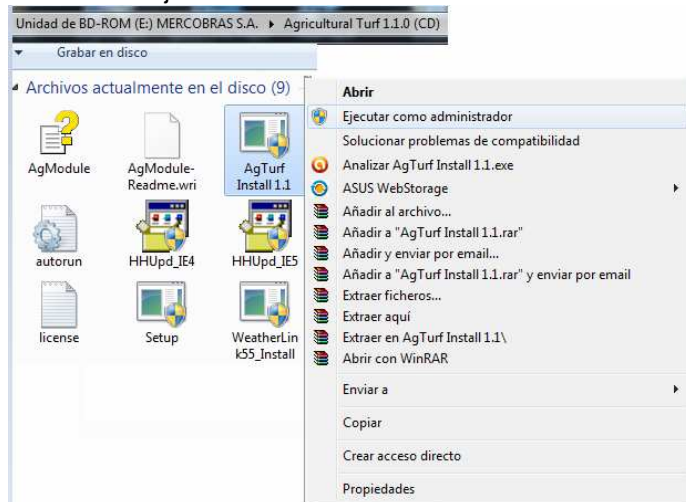 Unidad de BD-ROM (E:) MERCOBRAS S.A. ▸ Agricultural Turf 1.1.0 (CD)
Grabar en disco
Archivos actualmente en el disco (9)
AgModule
AgModule-
Readme.wri
AgTurf
Install 1.1
autorun
HHUpd_IE4
HHUpd_IE5
license
Setup
WeatherLin
k55_Install
Abrir
Ejecutar como administrador
Solucionar problemas de compatibilidad
Analizar AgTurf Install 1.1.exe
ASUS WebStorage
Añadir al archivo...
Añadir a "AgTurf Install 1.1.rar"
Añadir y enviar por email...
Añadir a "AgTurf Install 1.1.rar" y enviar por email
Extraer ficheros...
Extraer aquí
Extraer en AgTurf Install 1.1\
Abrir con WinRAR
Enviar a
Copiar
Crear acceso directo
Propiedades